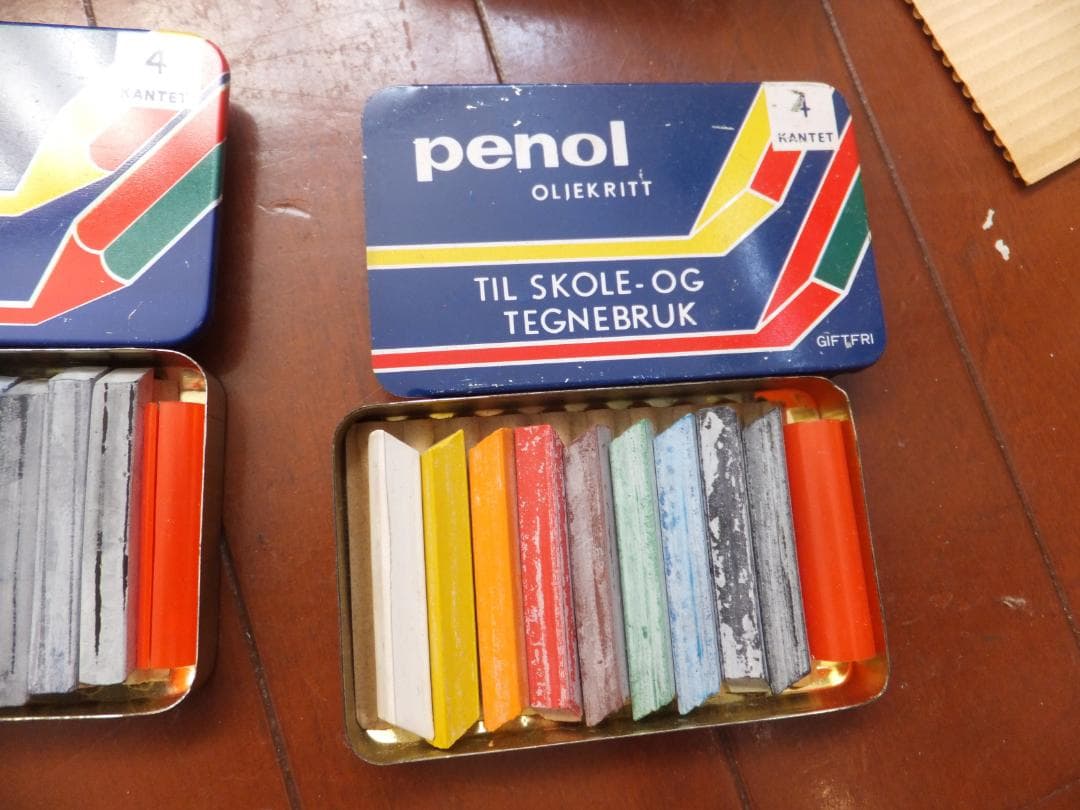 4
KANTET
penol
OLJEKRITT
4
KANTET
TIL SKOLE-OG
TEGNEBRUK
GIFTFRI